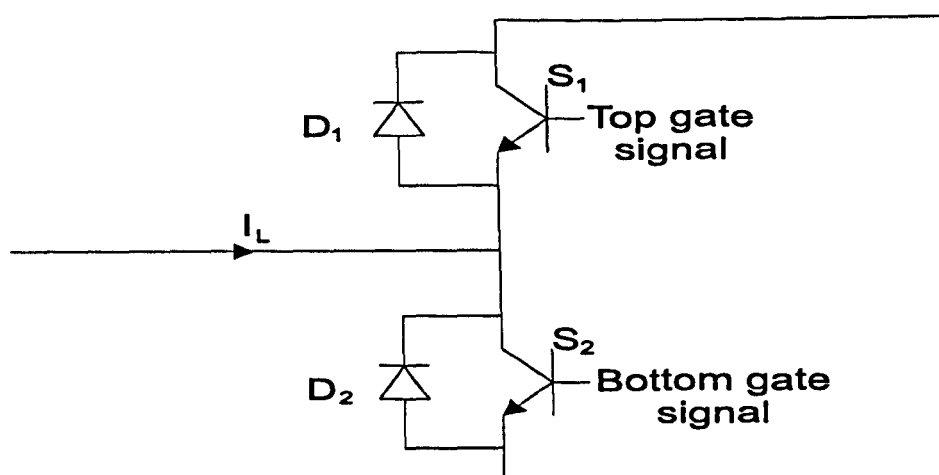 S₁
D₁
Top gate
signal
I_L
S₂
D₂
Bottom gate
signal